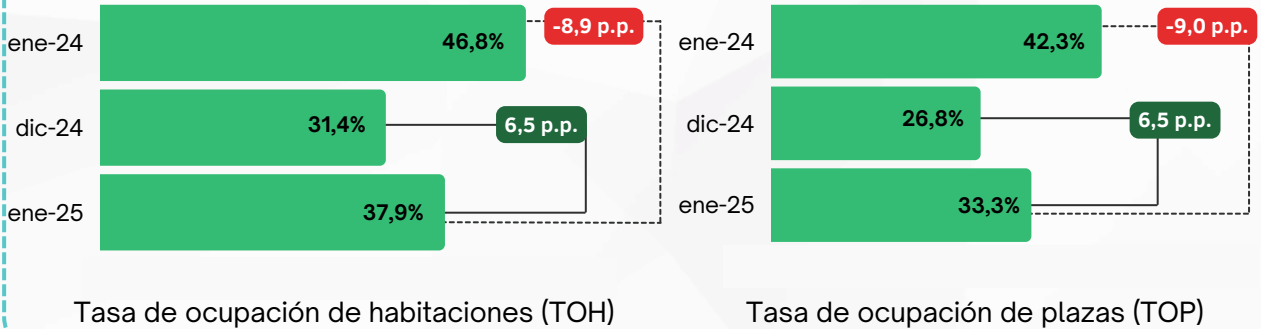 ene-24
46,8%
-8,9 p.p.
dic-24
31,4%
6,5 p.p.
ene-25
37,9%
Tasa de ocupación de habitaciones (TOH)
ene-24
42,3%
-9,0 p.p.
dic-24
26,8%
6,5 p.p.
ene-25
33,3%
Tasa de ocupación de plazas (TOP)